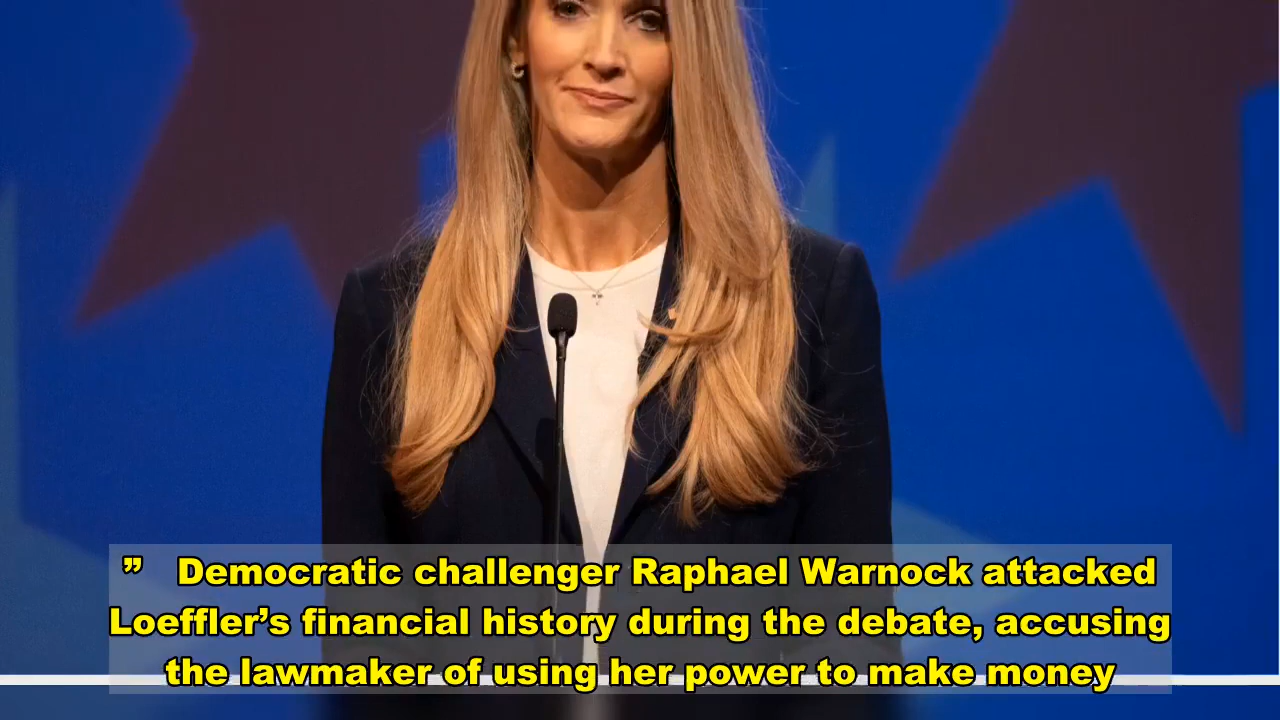 ” Democratic challenger Raphael Warnock attacked
Loeffler’s financial history during the debate, accusing
the lawmaker of using her power to make money